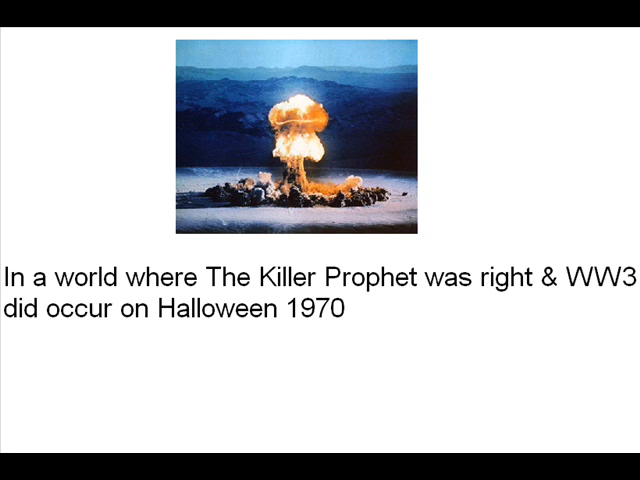 In a world where The Killer Prophet was right & WW3
did occur on Halloween 1970